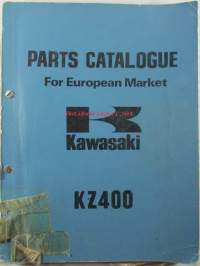 PARTS CATALOGUE
For European Market
Kawasaki
KZ400